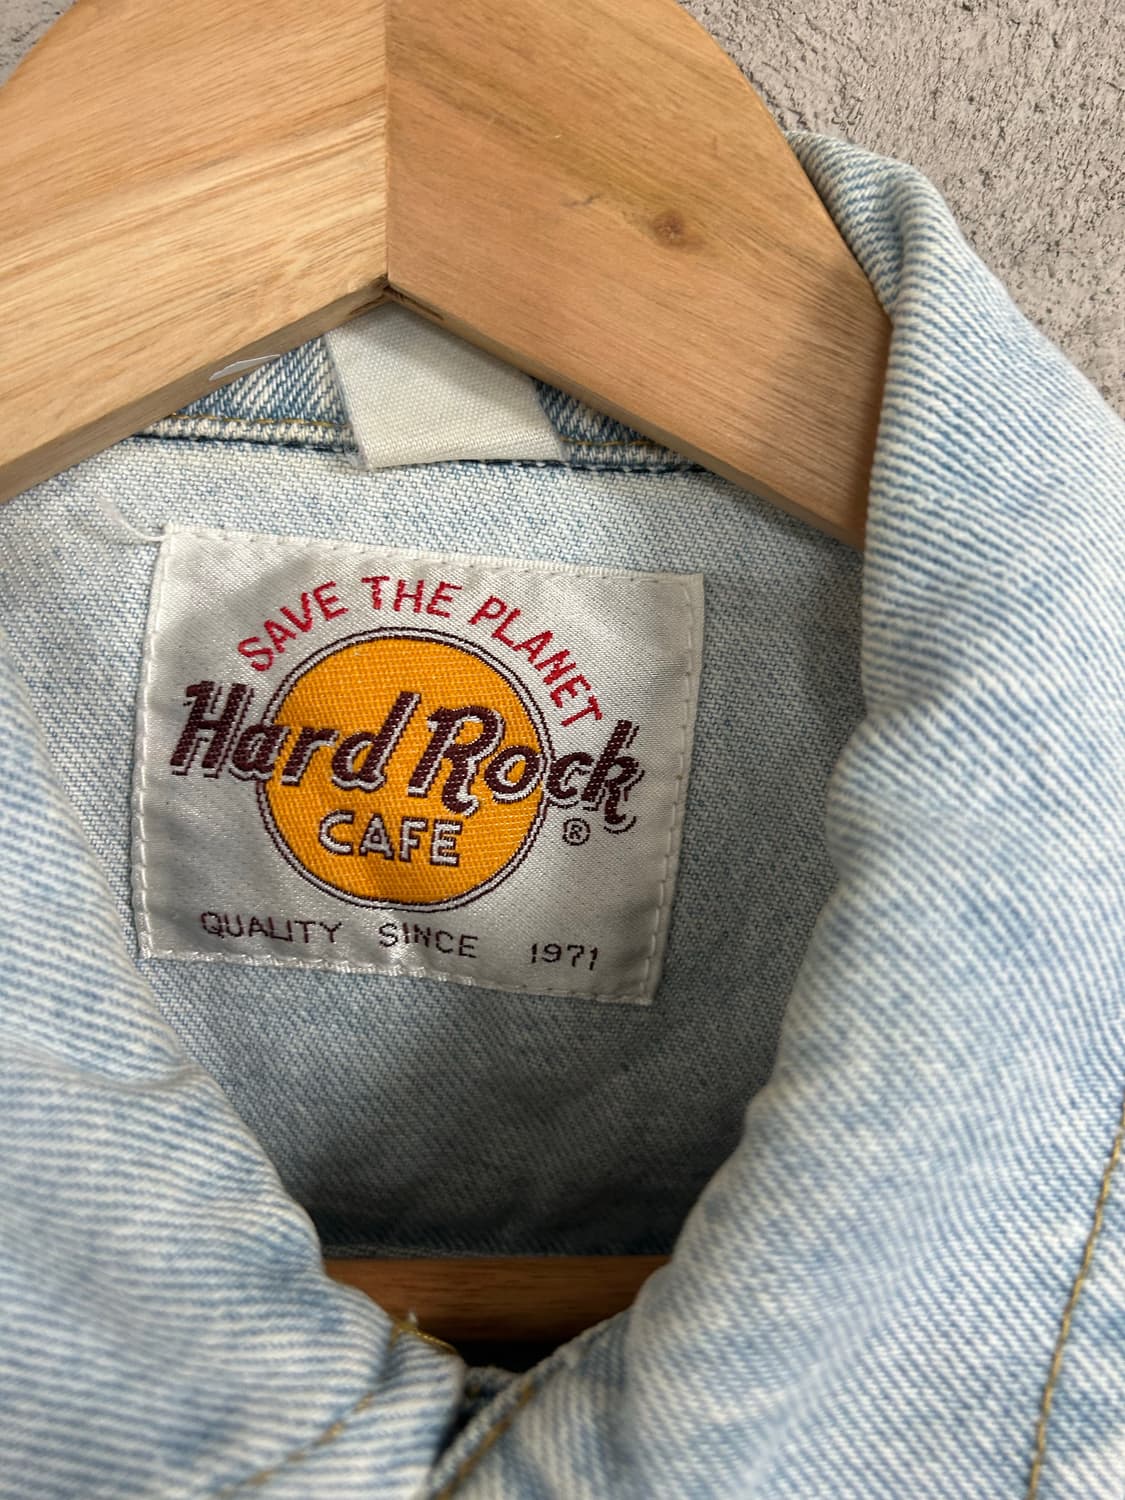 SAVE THE PLANET
Hard Rock
CAFE
®
QUALITY SINCE 1971